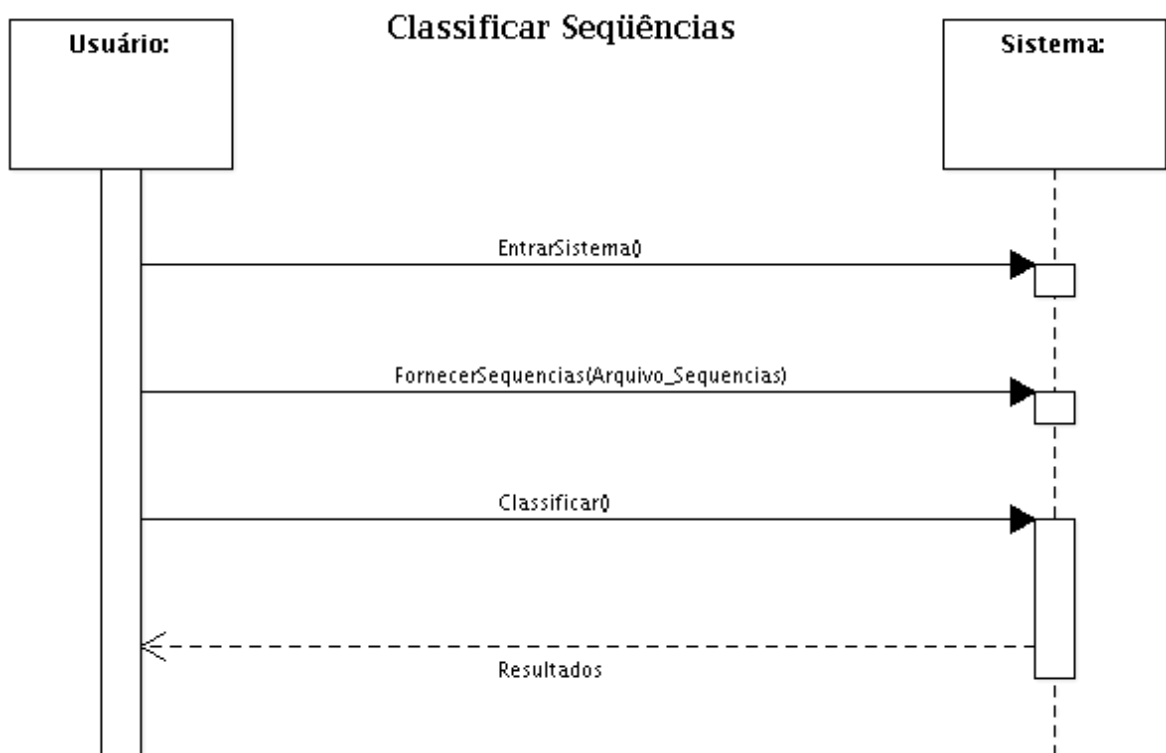 Classificar Seqüências
Usuário:
Sistema:
EntrarSistema()
FornecerSequencias(Arquivo_Sequencias)
Classificar()
Resultados